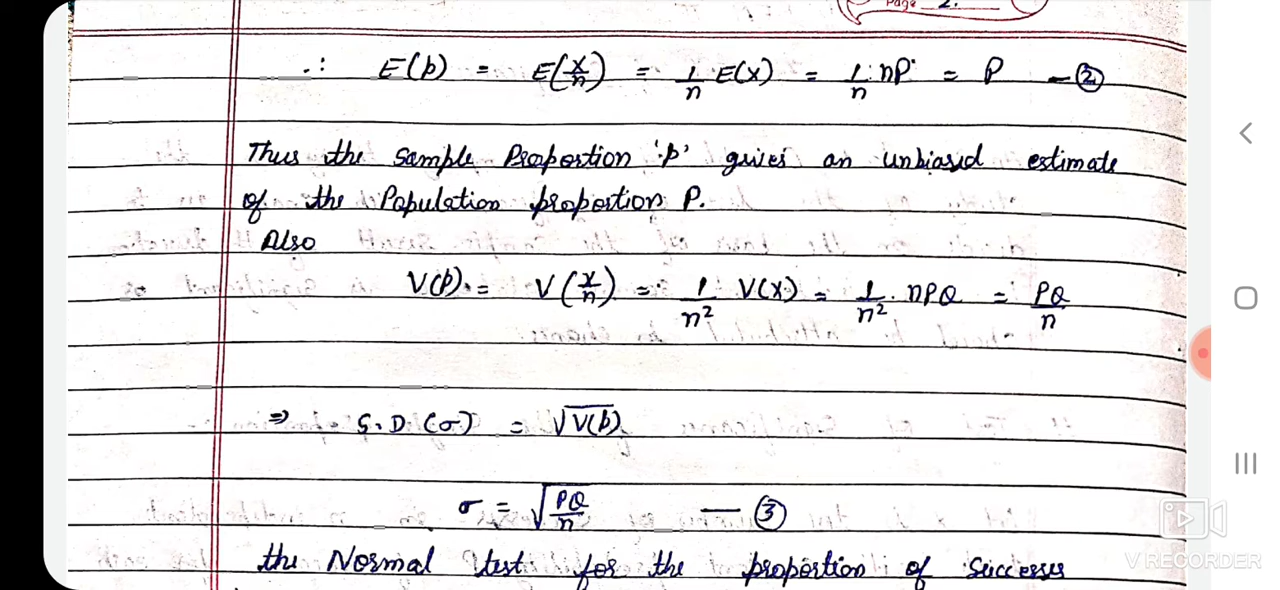 Page 2.
∴ E(p) = E(x/n) = 1/n E(x) = 1/n · nP = P — ②
Thus the sample Proportion 'p' gives an unbiased estimate
of the Population proportion P.
Also
V(p) = V(x/n) = 1/n² V(x) = 1/n² · nPQ = PQ/n
⇒ S.D. (σ) = √V(p)
σ = √PQ/n — ③
the Normal test for the proportion of successes
V RECORDER